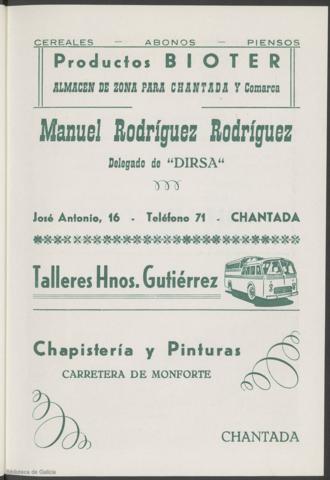 CEREALES — ABONOS — PIENSOS
Productos BIOTER
ALMACEN DE ZONA PARA CHANTADA Y Comarca
Manuel Rodríguez Rodríguez
Delegado de "DIRSA"
José Antonio, 16 - Teléfono 71 - CHANTADA
Talleres Hnos. Gutiérrez
Chapistería y Pinturas
CARRETERA DE MONFORTE
CHANTADA
Biblioteca de Galicia